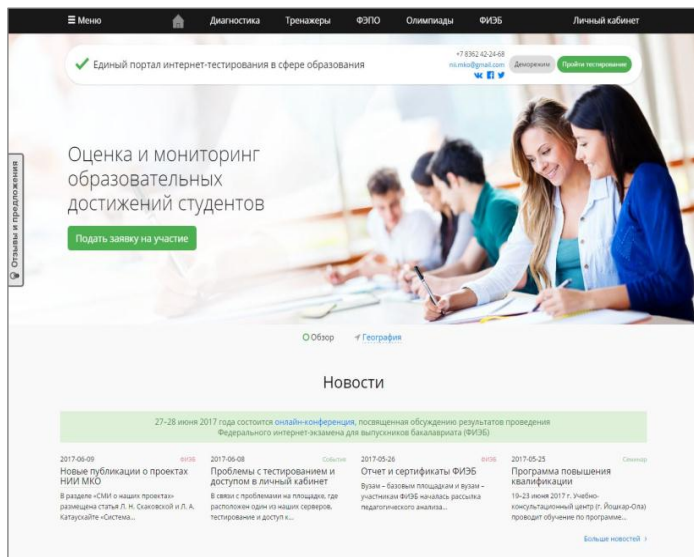 Меню
Диагностика Тренажеры ФЭПО Олимпиады ФИЭБ Личный кабинет
Единый портал интернет-тестирования в сфере образования
+7 8362 42-24-68
nii.mko@gmail.com
Деморежим Пройти тестирование
Отзывы и предложения
Оценка и мониторинг
образовательных
достижений студентов
Подать заявку на участие
Обзор География
Новости
27–28 июня 2017 года состоится онлайн-конференция, посвященная обсуждению результатов проведения
Федерального интернет-экзамена для выпускников бакалавриата (ФИЭБ)
2017-06-09 ФИЭБ
Новые публикации о проектах
НИИ МКО
В разделе «СМИ о наших проектах»
размещена статья Л. Н. Скаковской и Л. А.
Катаускайте «Система...
2017-06-08 Событие
Проблемы с тестированием и
доступом в личный кабинет
В связи с проблемами на площадке, где
расположен один из наших серверов,
тестирование и доступ к...
2017-05-26 ФИЭБ
Отчет и сертификаты ФИЭБ
Вузам – базовым площадкам и вузам –
участникам ФИЭБ началась рассылка
педагогического анализа...
2017-05-25 Семинар
Программа повышения
квалификации
19–23 июня 2017 г. Учебно-
консультационный центр (г. Йошкар-Ола)
проводит обучение по программе...
Больше новостей